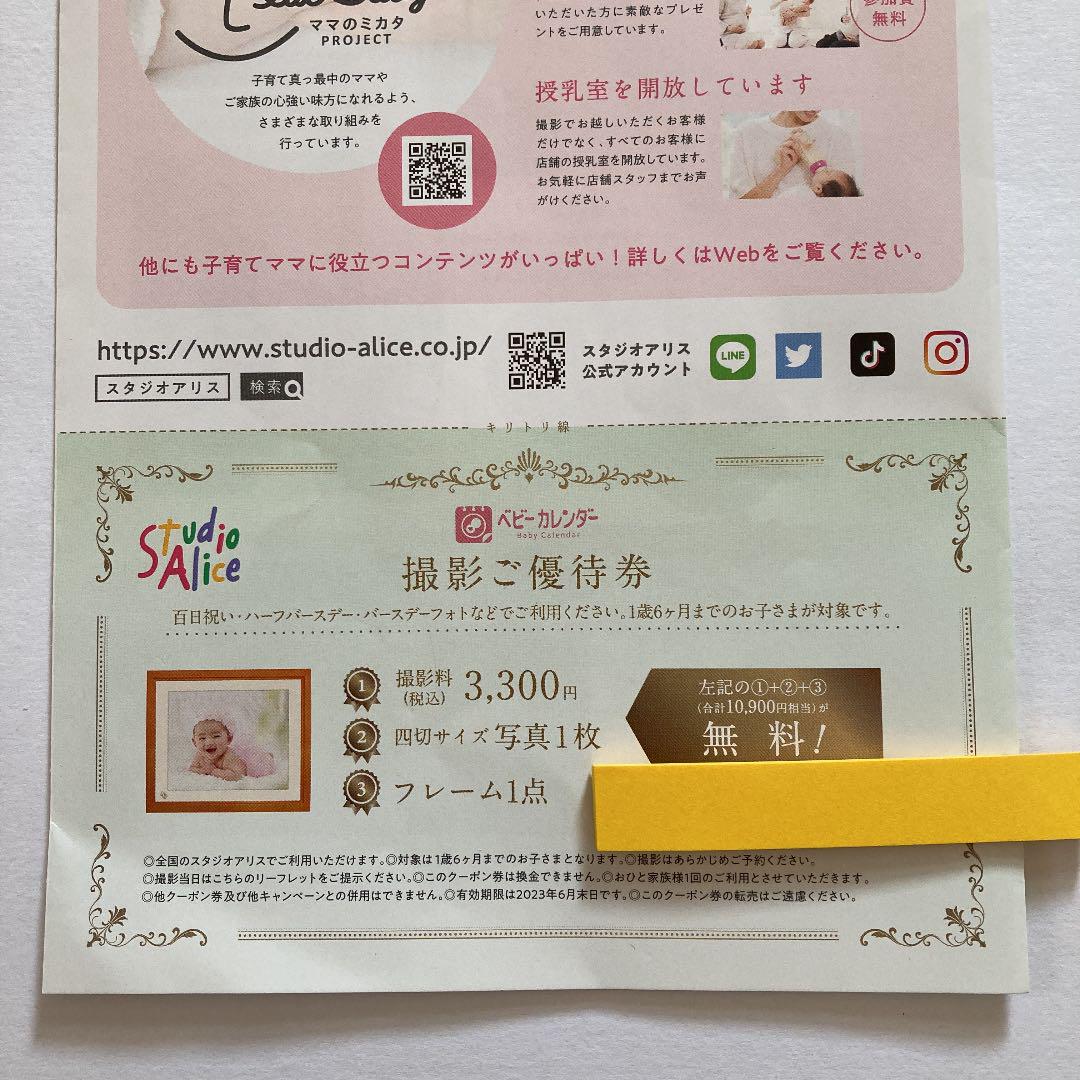 ママのミカタ
PROJECT
子育て真っ最中のママや
ご家族の心強い味方になれるよう、
さまざまな取り組みを
行っています。
いただいた方に素敵なプレゼ
ントをご用意しています。
参加費
無料
授乳室を開放しています
撮影でお越しいただくお客様
だけでなく、すべてのお客様に
店舗の授乳室を開放しています。
お気軽に店舗スタッフまでお声
がけください。
他にも子育てママに役立つコンテンツがいっぱい！詳しくはWebをご覧ください。
https://www.studio-alice.co.jp/
スタジオアリス 検索
スタジオアリス
公式アカウント
LINE
キリトリ線
Studio
Alice
ベビーカレンダー
Baby Calendar
撮影ご優待券
百日祝い・ハーフバースデー・バースデーフォトなどでご利用ください。1歳6ヶ月までのお子さまが対象です。
1 撮影料(税込) 3,300円
2 四切サイズ 写真1枚
3 フレーム1点
左記の①+②+③
(合計10,900円相当)が
無料!
◎全国のスタジオアリスでご利用いただけます。◎対象は1歳6ヶ月までのお子さまとなります。◎撮影はあらかじめご予約ください。
◎撮影当日はこちらのリーフレットをご提示ください。◎このクーポン券は換金できません。◎おひと家族様1回のご利用とさせていただきます。
◎他クーポン券及び他キャンペーンとの併用はできません。◎有効期限は2023年6月末日です。◎このクーポン券の転売はご遠慮ください。